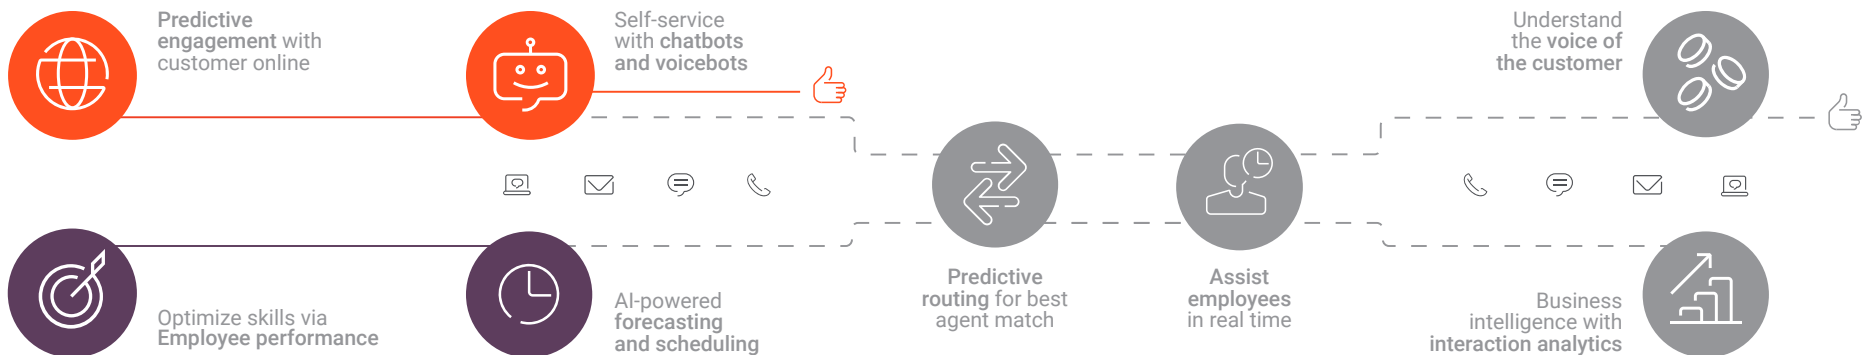 Predictive
engagement with
customer online
Self-service
with chatbots
and voicebots
Understand
the voice of
the customer
Optimize skills via
Employee performance
AI-powered
forecasting
and scheduling
Predictive
routing for best
agent match
Assist
employees
in real time
Business
intelligence with
interaction analytics